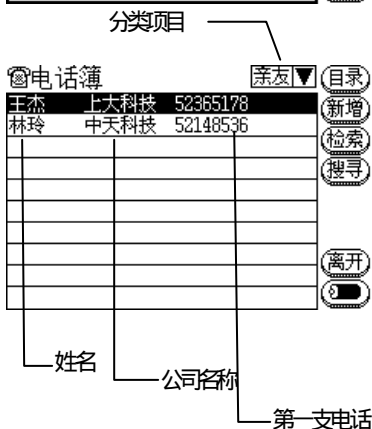 分类项目
电话簿 亲友▼ 目录
王杰 上大科技 52365178 新增
林玲 中天科技 52148536
检索
搜寻
离开
姓名
公司名称
第一支电话